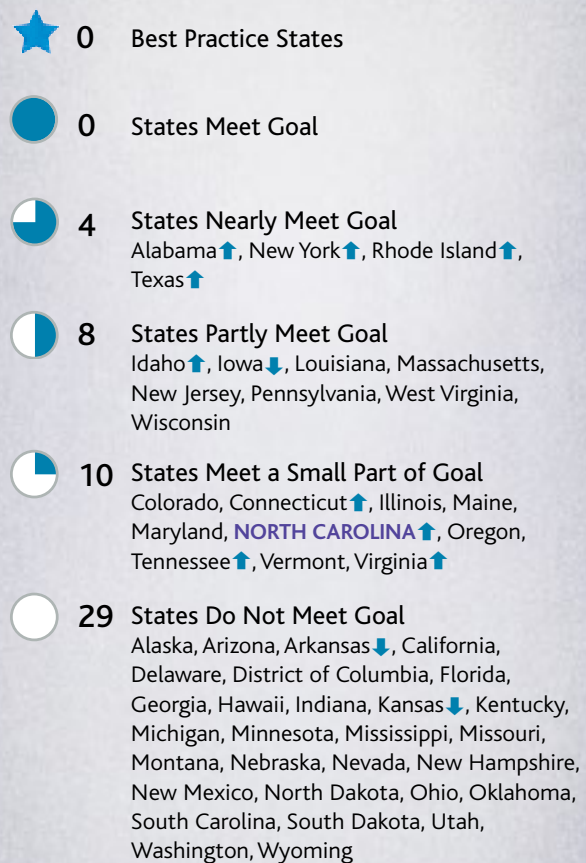 0 Best Practice States
0 States Meet Goal
4 States Nearly Meet Goal
Alabama⬆, New York⬆, Rhode Island⬆,
Texas⬆
8 States Partly Meet Goal
Idaho⬆, Iowa⬇, Louisiana, Massachusetts,
New Jersey, Pennsylvania, West Virginia,
Wisconsin
10 States Meet a Small Part of Goal
Colorado, Connecticut⬆, Illinois, Maine,
Maryland, NORTH CAROLINA⬆, Oregon,
Tennessee⬆, Vermont, Virginia⬆
29 States Do Not Meet Goal
Alaska, Arizona, Arkansas⬇, California,
Delaware, District of Columbia, Florida,
Georgia, Hawaii, Indiana, Kansas⬇, Kentucky,
Michigan, Minnesota, Mississippi, Missouri,
Montana, Nebraska, Nevada, New Hampshire,
New Mexico, North Dakota, Ohio, Oklahoma,
South Carolina, South Dakota, Utah,
Washington, Wyoming